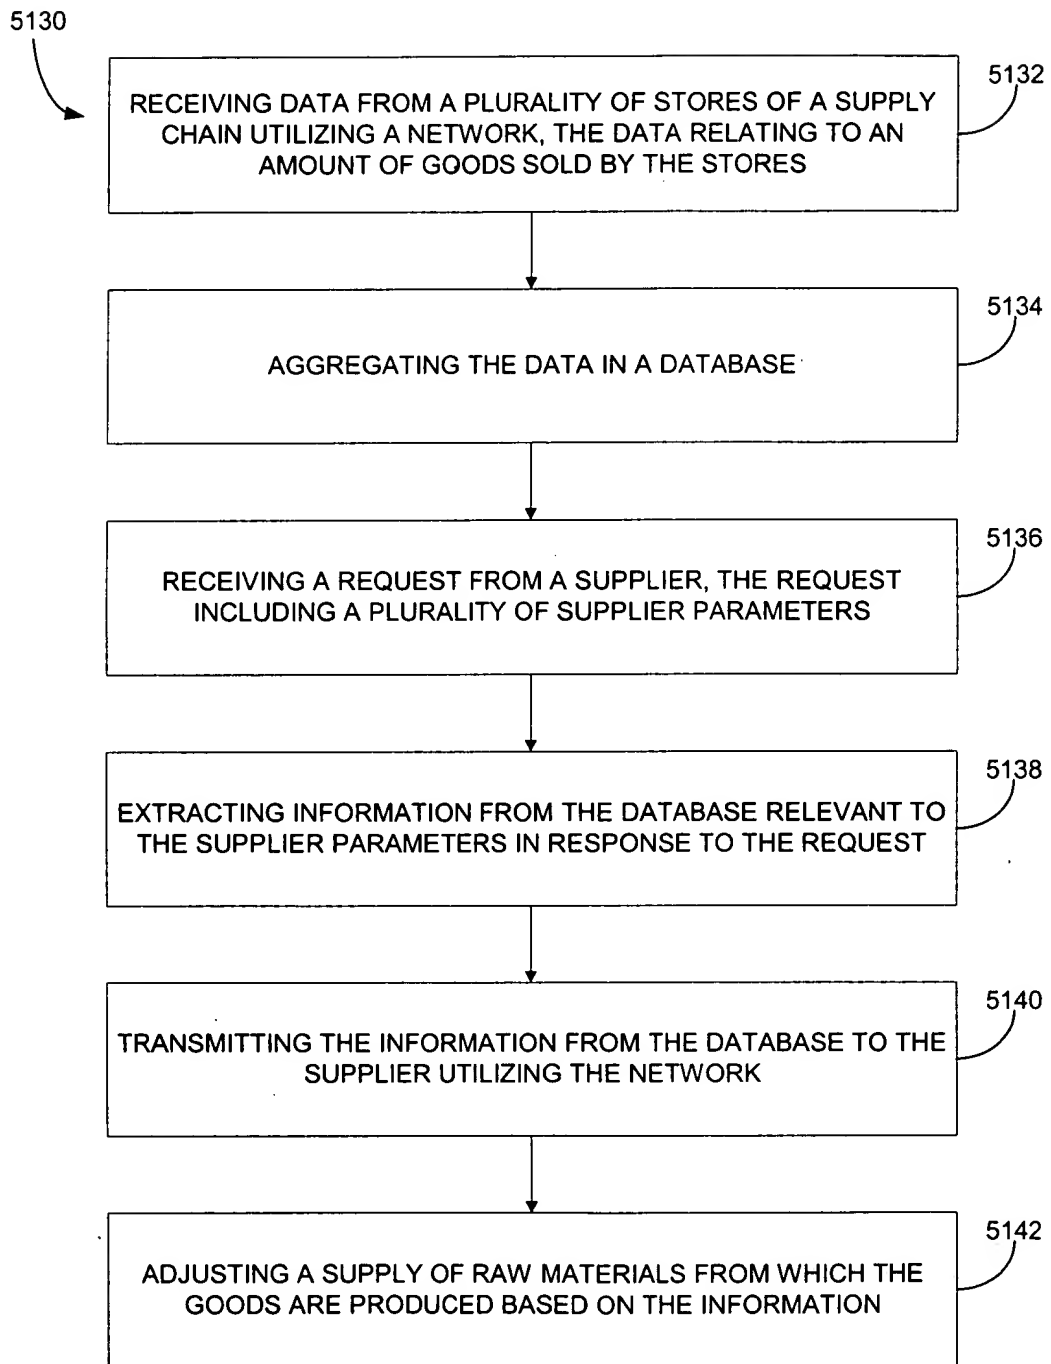 5130
5132
RECEIVING DATA FROM A PLURALITY OF STORES OF A SUPPLY
CHAIN UTILIZING A NETWORK, THE DATA RELATING TO AN
AMOUNT OF GOODS SOLD BY THE STORES
5134
AGGREGATING THE DATA IN A DATABASE
5136
RECEIVING A REQUEST FROM A SUPPLIER, THE REQUEST
INCLUDING A PLURALITY OF SUPPLIER PARAMETERS
5138
EXTRACTING INFORMATION FROM THE DATABASE RELEVANT TO
THE SUPPLIER PARAMETERS IN RESPONSE TO THE REQUEST
5140
TRANSMITTING THE INFORMATION FROM THE DATABASE TO THE
SUPPLIER UTILIZING THE NETWORK
5142
ADJUSTING A SUPPLY OF RAW MATERIALS FROM WHICH THE
GOODS ARE PRODUCED BASED ON THE INFORMATION